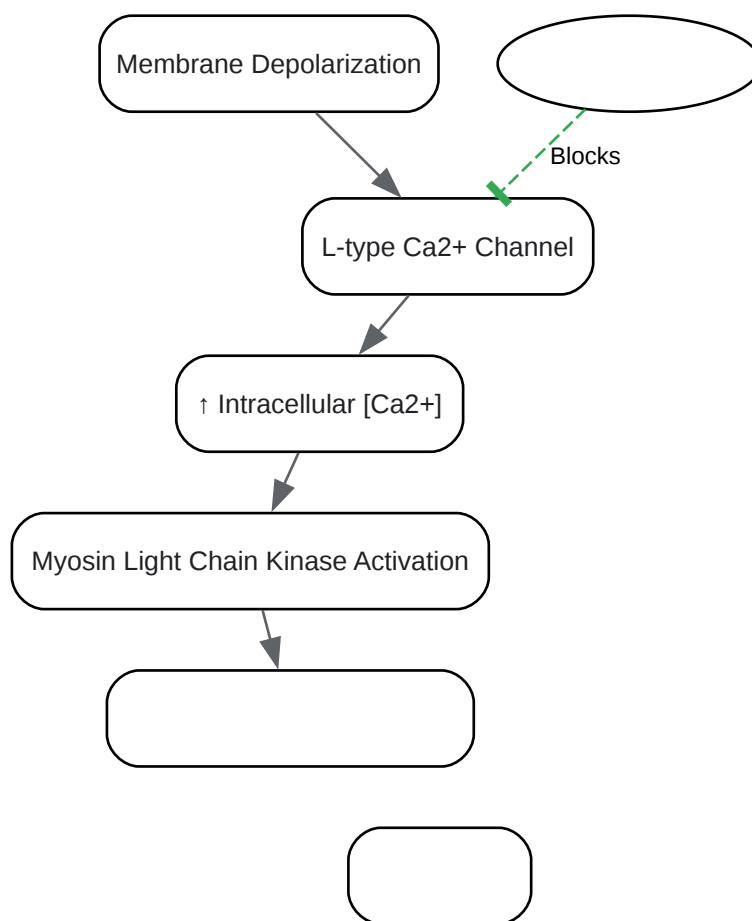 Membrane Depolarization
Blocks
L-type Ca2+ Channel
↑ Intracellular [Ca2+]
Myosin Light Chain Kinase Activation